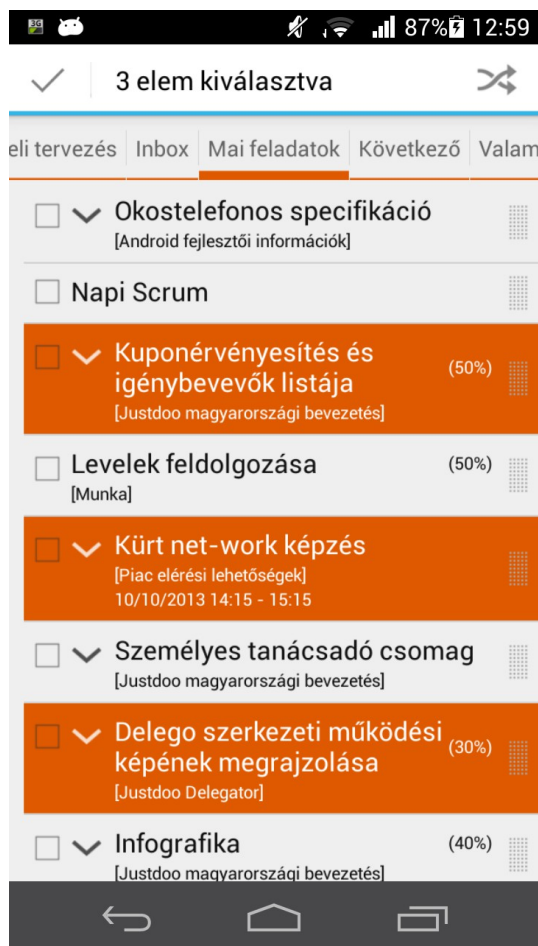 3G
87% 12:59
3 elem kiválasztva
eli tervezés Inbox Mai feladatok Következő Valam
Okostelefonos specifikáció
[Android fejlesztői információk]
Napi Scrum
Kuponérvényesítés és
igénybevevők listája
(50%)
[Justdoo magyarországi bevezetés]
Levelek feldolgozása
(50%)
[Munka]
Kürt net-work képzés
[Piac elérési lehetőségek]
10/10/2013 14:15 - 15:15
Személyes tanácsadó csomag
[Justdoo magyarországi bevezetés]
Delego szerkezeti működési
képének megrajzolása
(30%)
[Justdoo Delegator]
Infografika
(40%)
[Justdoo magyarországi bevezetés]